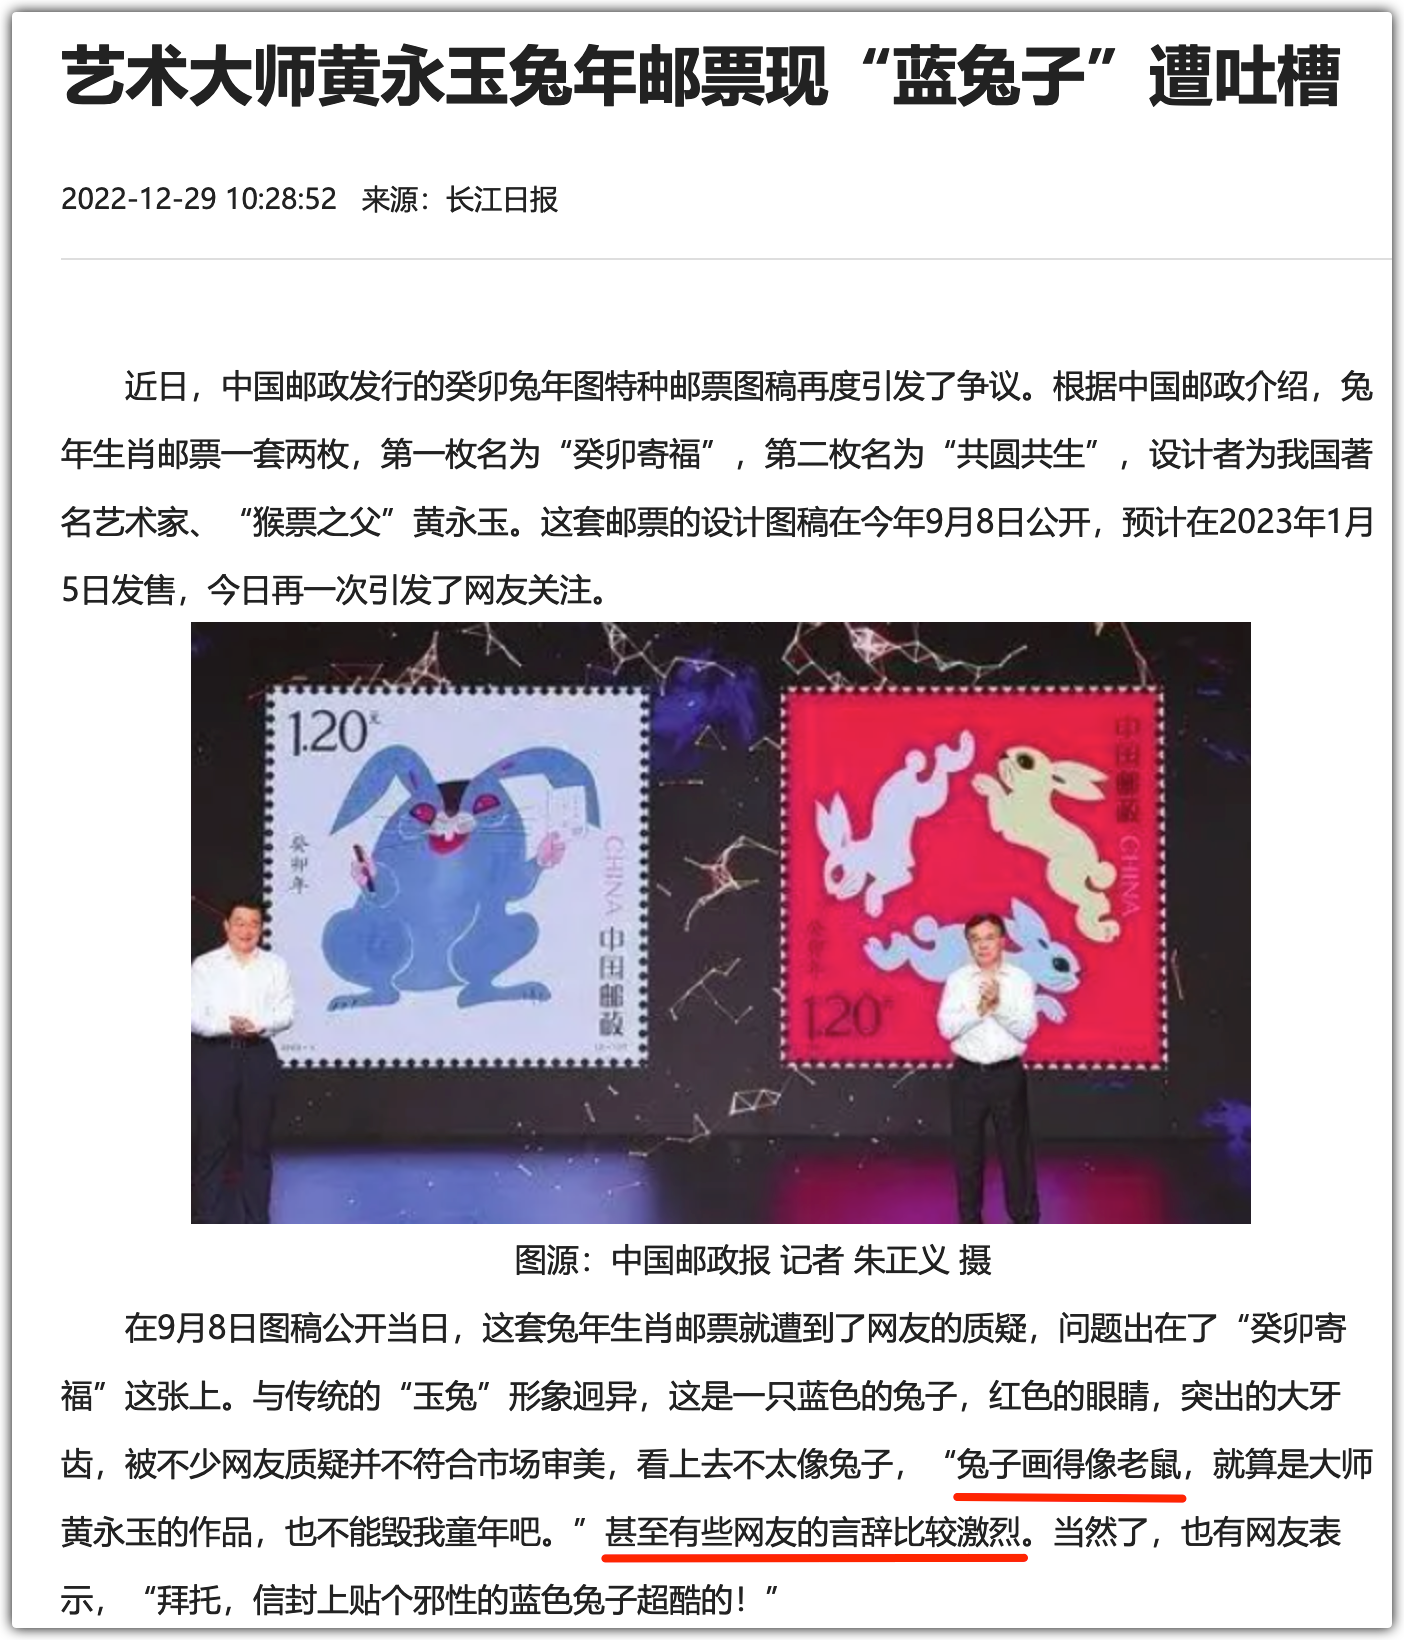 艺术大师黄永玉兔年邮票现“蓝兔子”遭吐槽
2022-12-29 10:28:52 来源：长江日报
近日，中国邮政发行的癸卯兔年图特种邮票图稿再度引发了争议。根据中国邮政介绍，兔
年生肖邮票一套两枚，第一枚名为“癸卯寄福”，第二枚名为“共圆共生”，设计者为我国著
名艺术家、“猴票之父”黄永玉。这套邮票的设计图稿在今年9月8日公开，预计在2023年1月
5日发售，今日再一次引发了网友关注。
1.20元
癸卯年
CHINA 中国邮政
中国邮政 CHINA
癸卯年
1.20元
图源：中国邮政报 记者 朱正义 摄
在9月8日图稿公开当日，这套兔年生肖邮票就遭到了网友的质疑，问题出在了“癸卯寄
福”这张上。与传统的“玉兔”形象迥异，这是一只蓝色的兔子，红色的眼睛，突出的大牙
齿，被不少网友质疑并不符合市场审美，看上去不太像兔子，“兔子画得像老鼠，就算是大师
黄永玉的作品，也不能毁我童年吧。”甚至有些网友的言辞比较激烈。当然了，也有网友表
示，“拜托，信封上贴个邪性的蓝色兔子超酷的！”